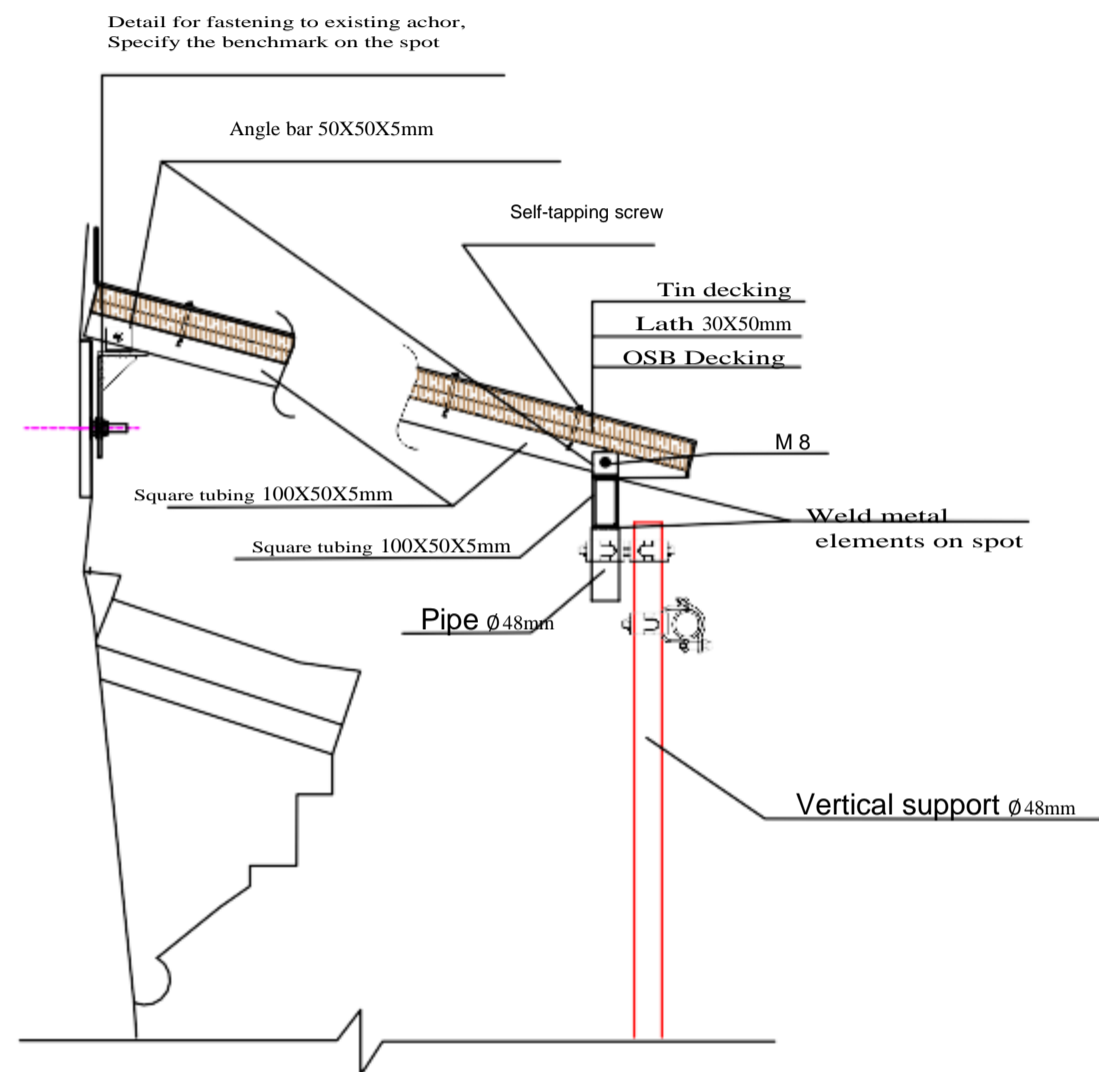 Detail for fastening to existing achor,
Specify the benchmark on the spot
Angle bar 50X50X5mm
Self-tapping screw
Tin decking
Lath 30X50mm
OSB Decking
M 8
Square tubing 100X50X5mm
Weld metal
elements on spot
Square tubing 100X50X5mm
Pipe Ø48mm
Vertical support Ø48mm